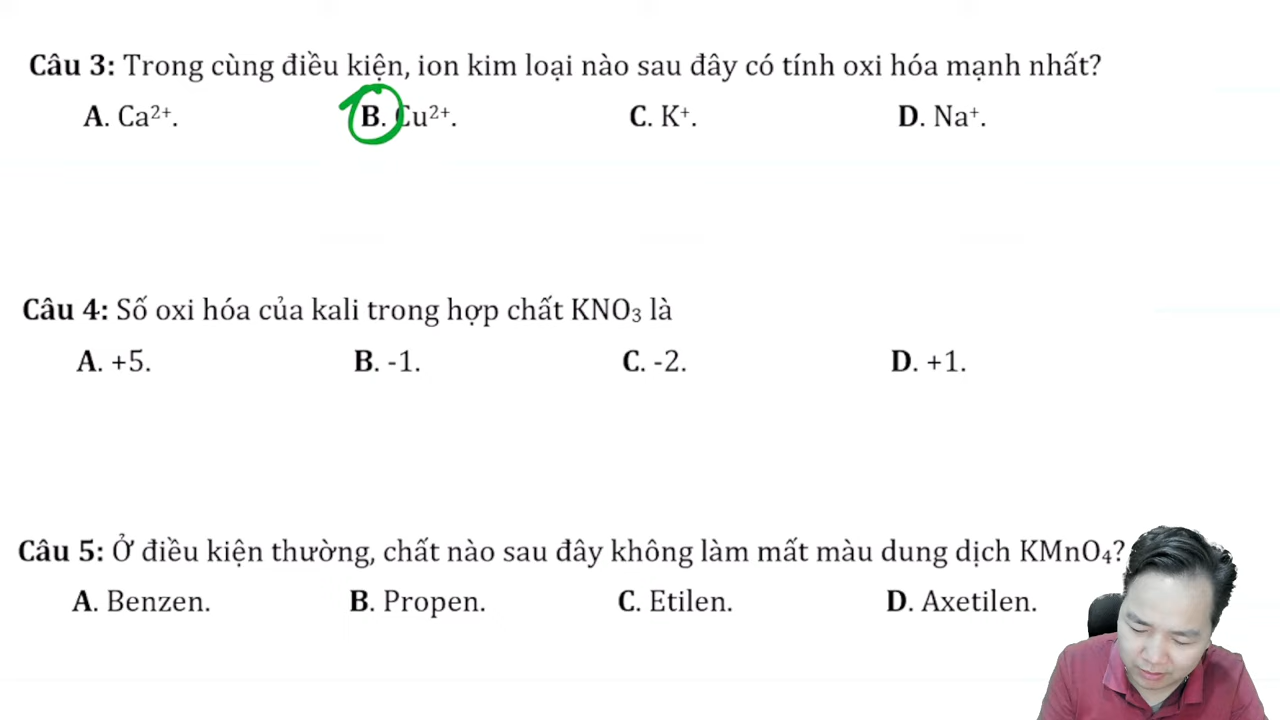 Câu 3: Trong cùng điều kiện, ion kim loại nào sau đây có tính oxi hóa mạnh nhất?
A. Ca²⁺. B. Cu²⁺. C. K⁺. D. Na⁺.
Câu 4: Số oxi hóa của kali trong hợp chất KNO₃ là
A. +5. B. -1. C. -2. D. +1.
Câu 5: Ở điều kiện thường, chất nào sau đây không làm mất màu dung dịch KMnO₄?
A. Benzen. B. Propen. C. Etilen. D. Axetilen.